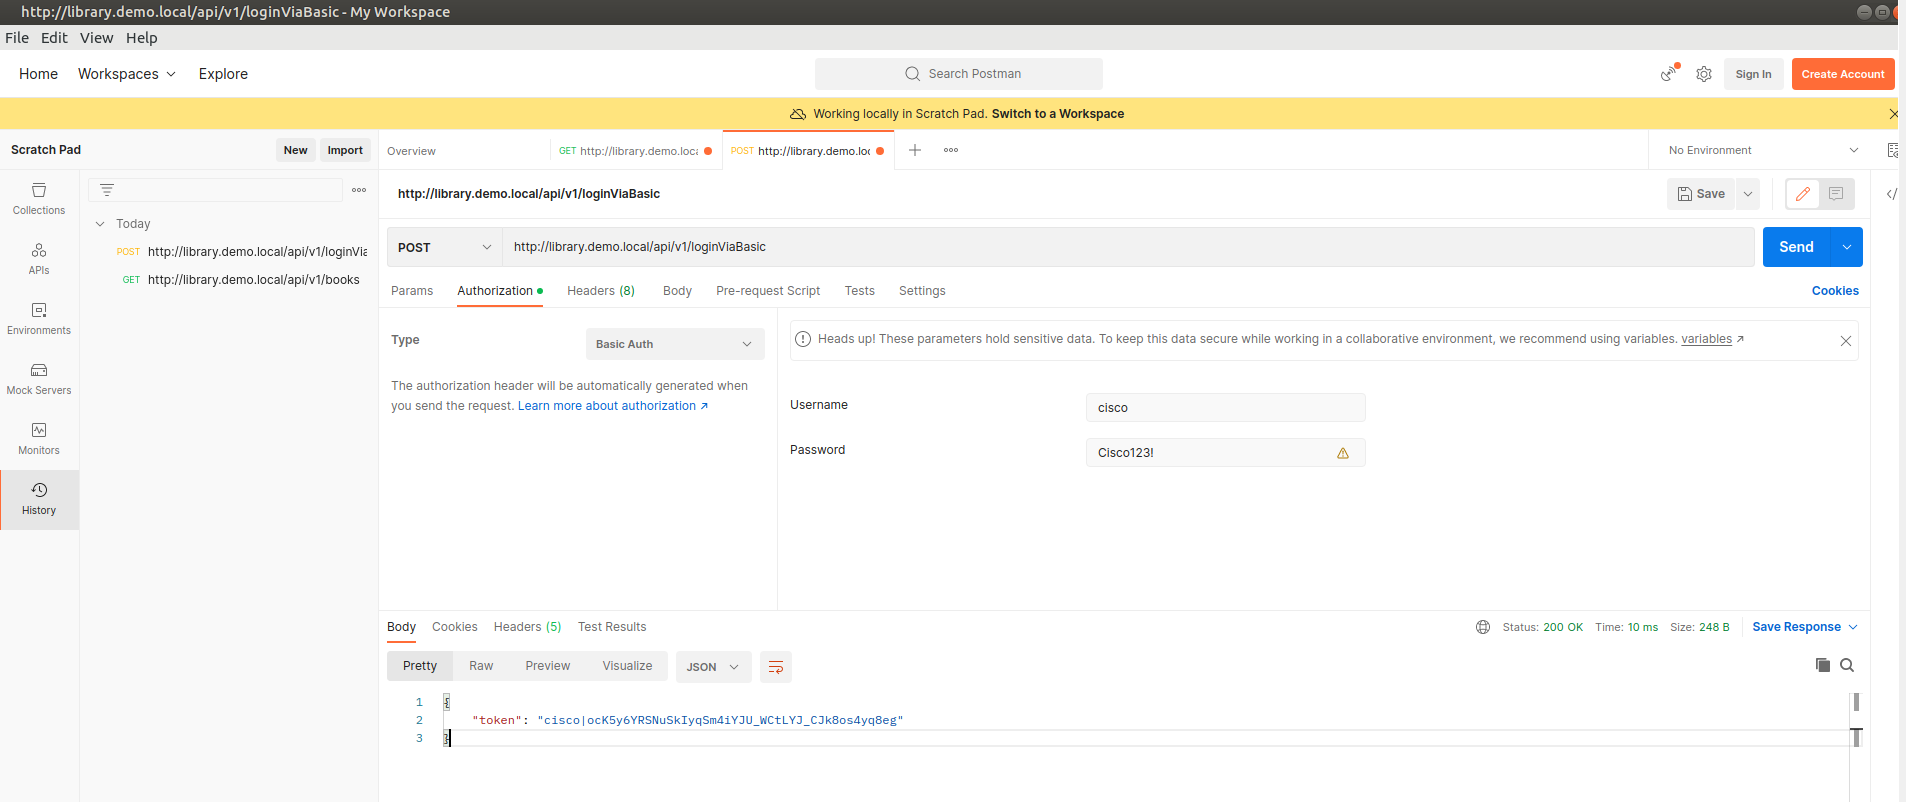 http://library.demo.local/api/v1/loginViaBasic - My Workspace
File Edit View Help
Home Workspaces Explore Search Postman Sign In Create Account
Working locally in Scratch Pad. Switch to a Workspace
Scratch Pad New Import Overview GET http://library.demo.loca POST http://library.demo.loc No Environment
Collections
APIs
Environments
Mock Servers
Monitors
History
Today
POST http://library.demo.local/api/v1/loginVia
GET http://library.demo.local/api/v1/books
http://library.demo.local/api/v1/loginViaBasic Save
POST http://library.demo.local/api/v1/loginViaBasic Send
Params Authorization Headers (8) Body Pre-request Script Tests Settings Cookies
Type Basic Auth
The authorization header will be automatically generated when
you send the request. Learn more about authorization ↗
Heads up! These parameters hold sensitive data. To keep this data secure while working in a collaborative environment, we recommend using variables. variables ↗
Username cisco
Password Cisco123!
Body Cookies Headers (5) Test Results Status: 200 OK Time: 10 ms Size: 248 B Save Response
Pretty Raw Preview Visualize JSON
1 {
2 "token": "cisco|ocK5y6YRSNuSkIyqSm4iYJU_WCtLYJ_CJk8os4yq8eg"
3 }